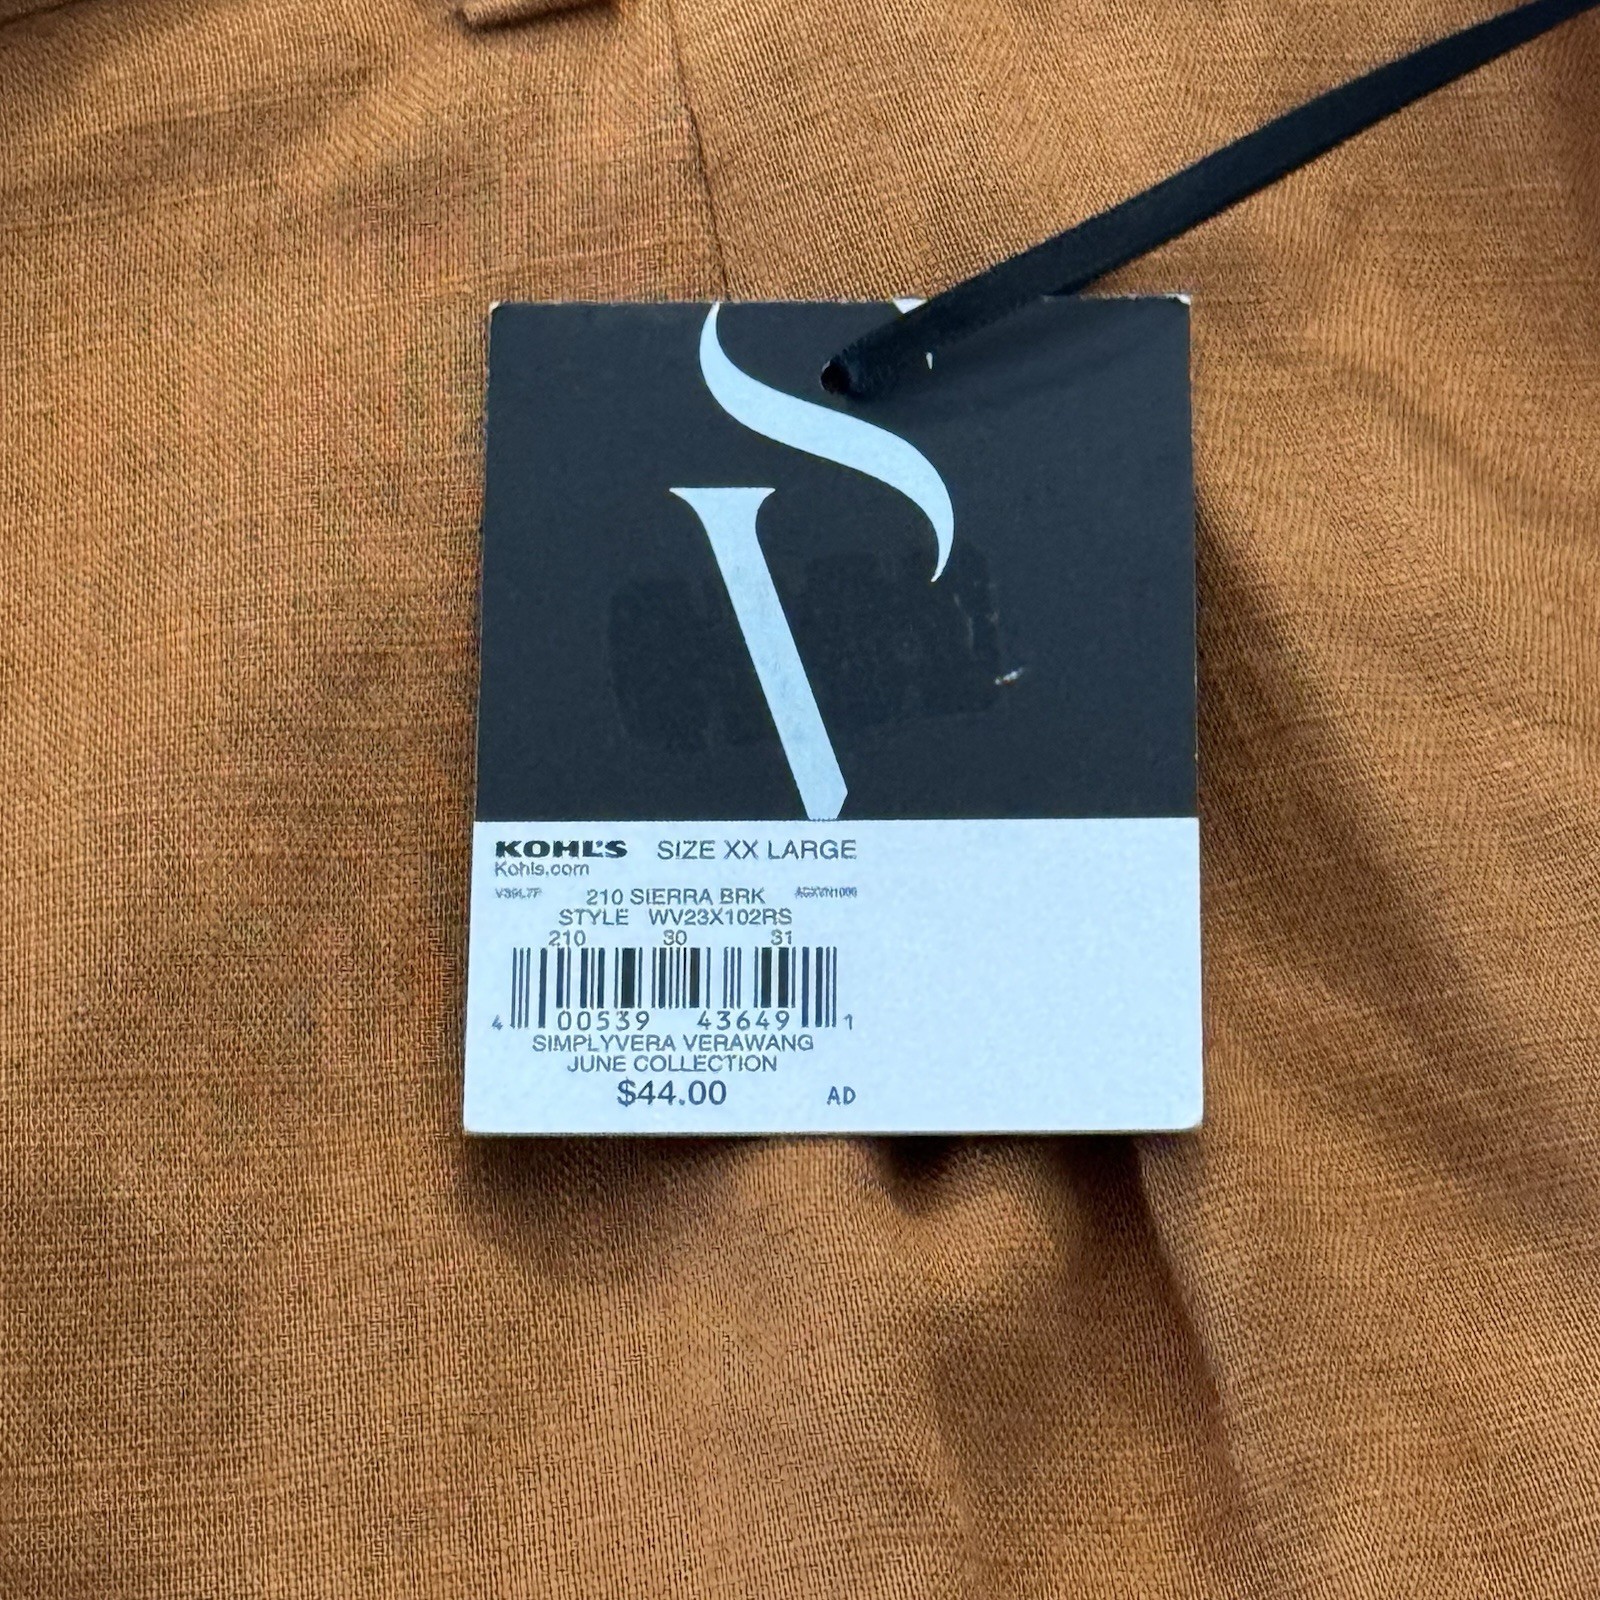 KOHL'S SIZE XX LARGE
Kohls.com
210 SIERRA BRK
STYLE WV23X102RS
210 30 31
4 00539 43649 1
SIMPLYVERA VERAWANG
JUNE COLLECTION
$44.00 AD